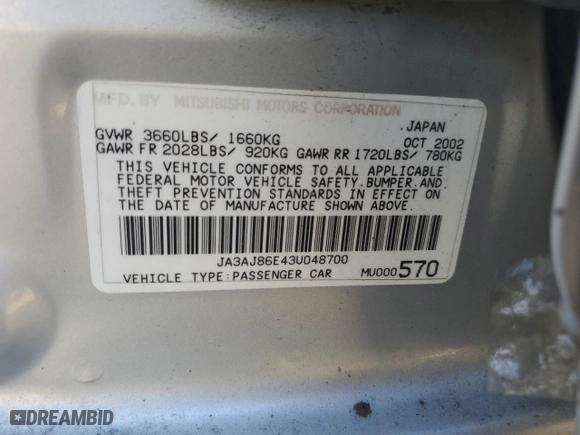 MFD. BY MITSUBISHI MOTORS CORPORATION
JAPAN
GVWR 3660LBS/ 1660KG OCT 2002
GAWR FR 2028LBS/ 920KG GAWR RR 1720LBS/ 780KG
THIS VEHICLE CONFORMS TO ALL APPLICABLE
FEDERAL MOTOR VEHICLE SAFETY,BUMPER,AND
THEFT PREVENTION STANDARDS IN EFFECT ON
THE DATE OF MANUFACTURE SHOWN ABOVE.
JA3AJ86E43U048700
VEHICLE TYPE:PASSENGER CAR MU000570
DREAMBID